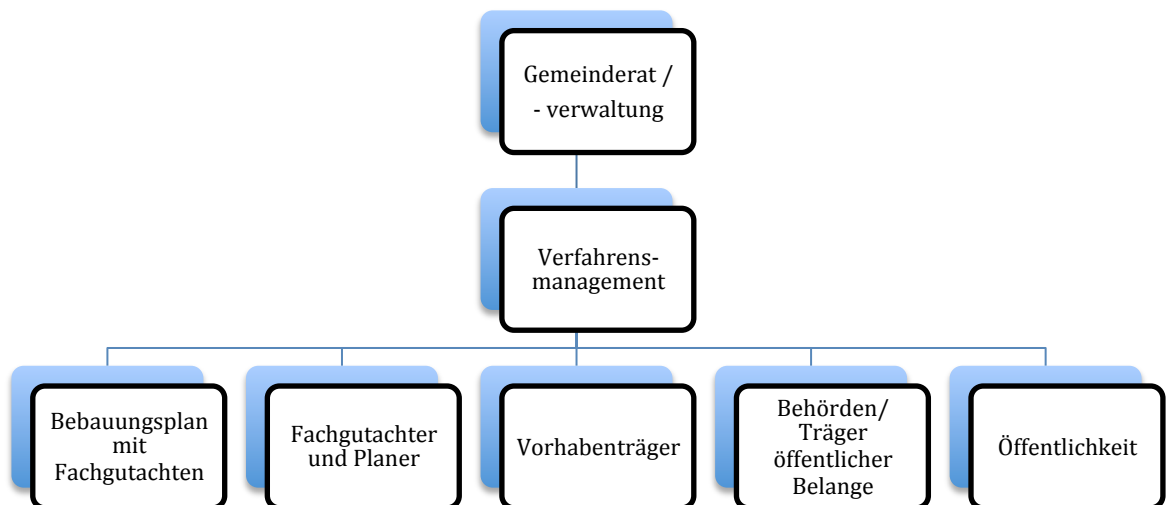 Gemeinderat /
- verwaltung
Verfahrens-
management
Bebauungsplan
mit
Fachgutachten
Fachgutachter
und Planer
Vorhabenträger
Behörden/
Träger
öffentlicher
Belange
Öffentlichkeit